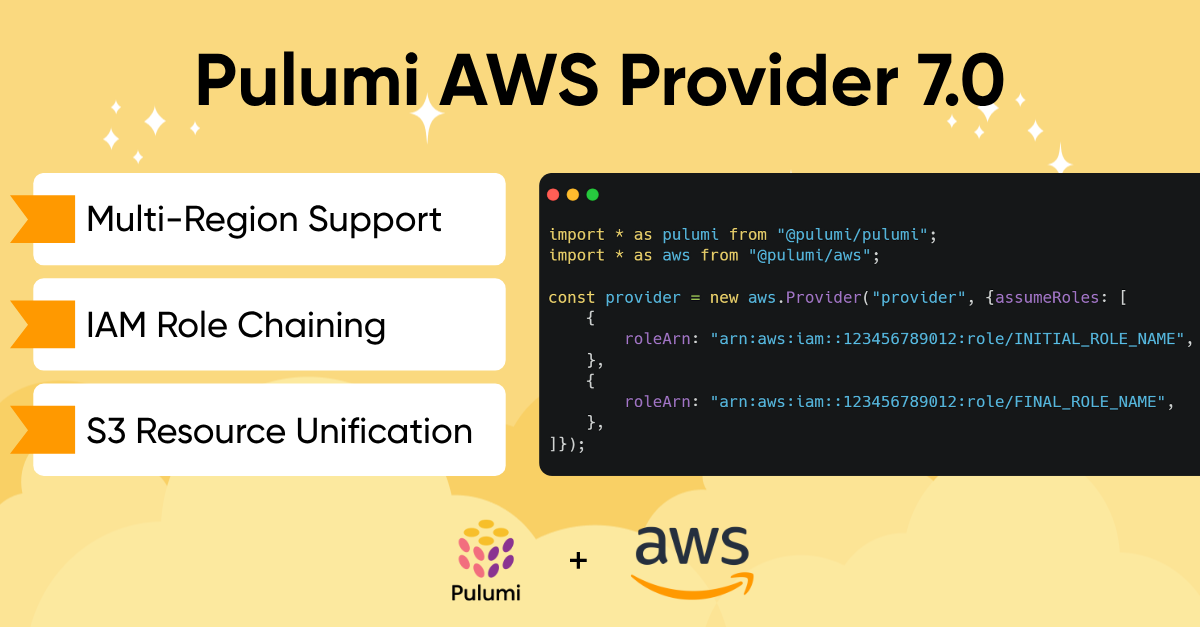 Pulumi AWS Provider 7.0
Multi-Region Support
IAM Role Chaining
S3 Resource Unification
import * as pulumi from "@pulumi/pulumi";
import * as aws from "@pulumi/aws";
const provider = new aws.Provider("provider", {assumeRoles: [
    {
        roleArn: "arn:aws:iam::123456789012:role/INITIAL_ROLE_NAME",
    },
    {
        roleArn: "arn:aws:iam::123456789012:role/FINAL_ROLE_NAME",
    },
]});
Pulumi
+
aws